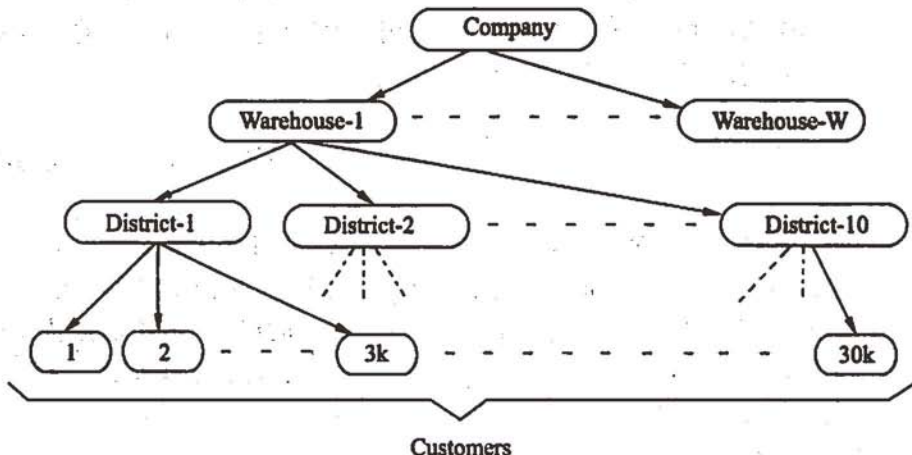 Company
Warehouse-1
Warehouse-W
District-1
District-2
District-10
1
2
3k
30k
Customers